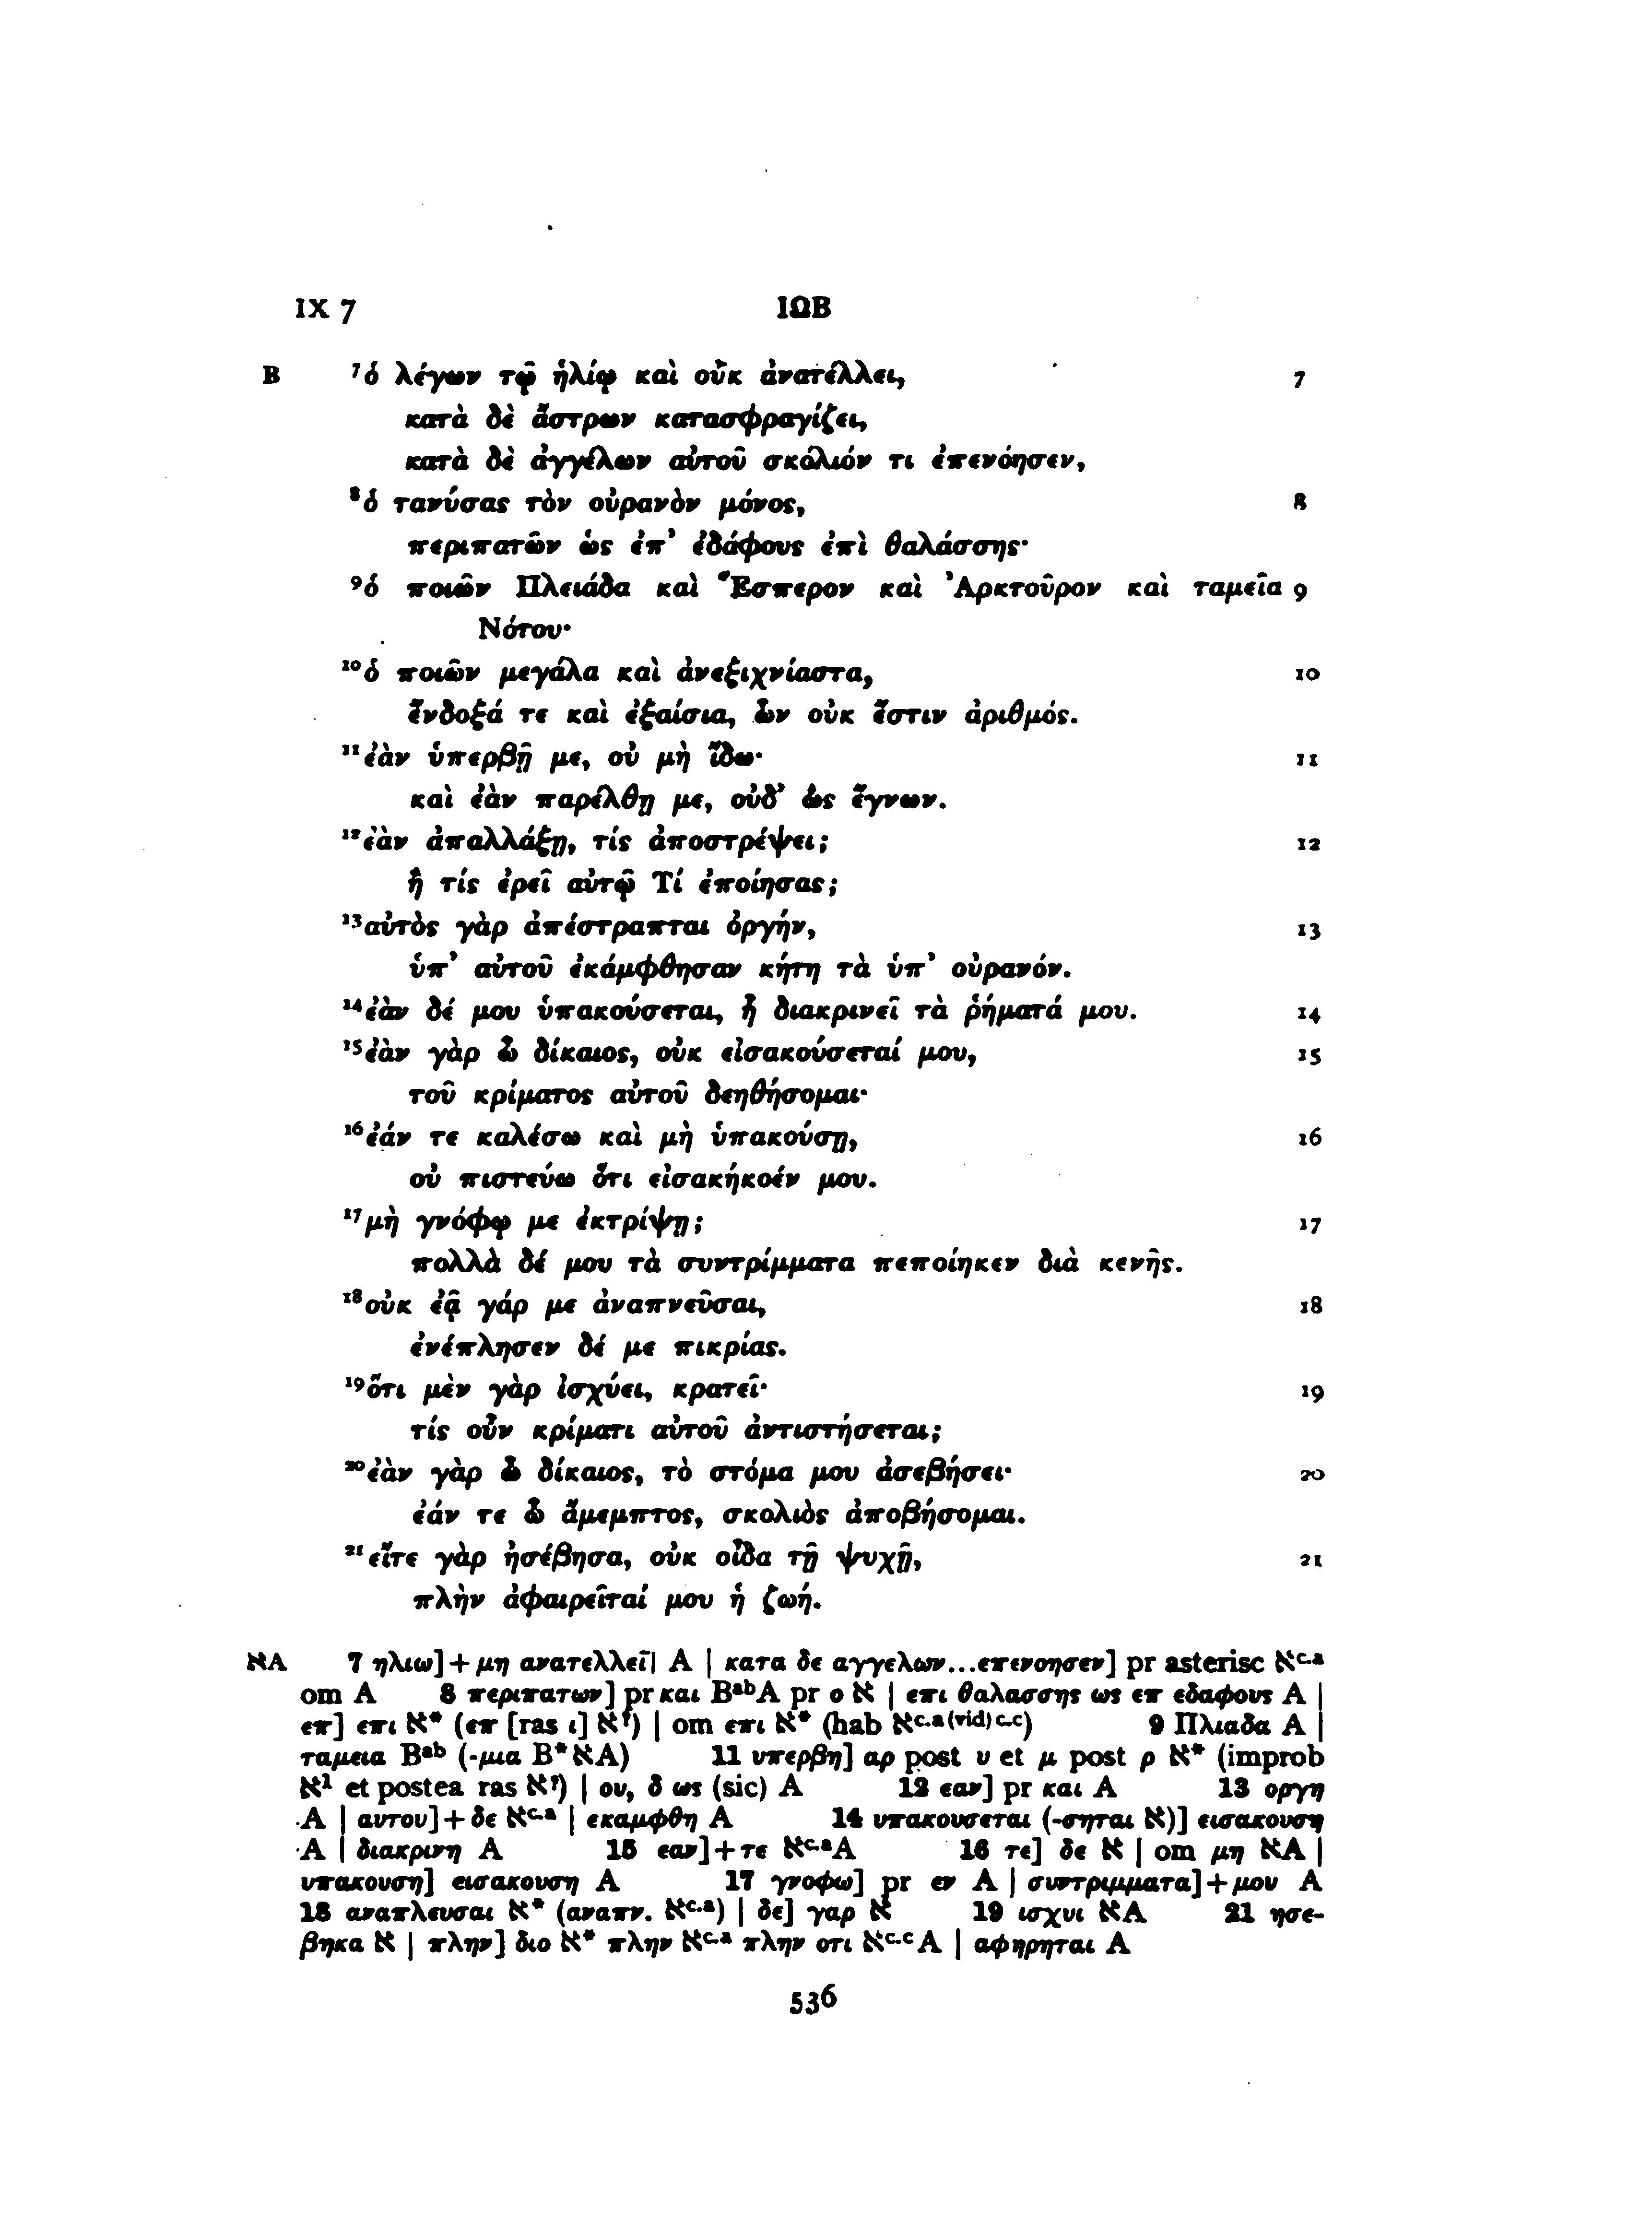 IX 7 ΙΩΒ
B ⁷ὁ λέγων τῷ ἡλίῳ καὶ οὐκ ἀνατέλλει, 7
κατὰ δὲ ἄστρων κατασφραγίζει,
κατὰ δὲ ἀγγέλων αὐτοῦ σκόλιόν τι ἐπενόησεν,
⁸ὁ τανύσας τὸν οὐρανὸν μόνος, 8
περιπατῶν ὡς ἐπ᾽ ἐδάφους ἐπὶ θαλάσσης·
⁹ὁ ποιῶν Πλειάδα καὶ Ἕσπερον καὶ Ἀρκτοῦρον καὶ ταμεῖα 9
Νότου·
¹⁰ὁ ποιῶν μεγάλα καὶ ἀνεξιχνίαστα, 10
ἔνδοξά τε καὶ ἐξαίσια, ὧν οὐκ ἔστιν ἀριθμός.
¹¹ἐὰν ὑπερβῇ με, οὐ μὴ ἴδω· 11
καὶ ἐὰν παρέλθῃ με, οὐδ᾽ ὡς ἔγνων.
¹²ἐὰν ἀπαλλάξῃ, τίς ἀποστρέψει; 12
ἢ τίς ἐρεῖ αὐτῷ Τί ἐποίησας;
¹³αὐτὸς γὰρ ἀπέστραπται ὀργήν, 13
ὑπ᾽ αὐτοῦ ἐκάμφθησαν κήτη τὰ ὑπ᾽ οὐρανόν.
¹⁴ἐὰν δέ μου ὑπακούσεται, ἦ διακρινεῖ τὰ ῥήματά μου. 14
¹⁵ἐὰν γὰρ ὦ δίκαιος, οὐκ εἰσακούσεταί μου, 15
τοῦ κρίματος αὐτοῦ δεηθήσομαι·
¹⁶ἐάν τε καλέσω καὶ μὴ ὑπακούσῃ, 16
οὐ πιστεύω ὅτι εἰσακήκοέν μου.
¹⁷μὴ γνόφῳ με ἐκτρίψῃ; 17
πολλὰ δέ μου τὰ συντρίμματα πεποίηκεν διὰ κενῆς.
¹⁸οὐκ ἐᾷ γάρ με ἀναπνεῦσαι, 18
ἐνέπλησεν δέ με πικρίας.
¹⁹ὅτι μὲν γὰρ ἰσχύει, κρατεῖ· 19
τίς οὖν κρίματι αὐτοῦ ἀντιστήσεται;
²⁰ἐὰν γὰρ ὦ δίκαιος, τὸ στόμα μου ἀσεβήσει· 20
ἐάν τε ὦ ἄμεμπτος, σκολιὸς ἀποβήσομαι.
²¹εἴτε γὰρ ἠσέβησα, οὐκ οἶδα τῇ ψυχῇ, 21
πλὴν ἀφαιρεῖταί μου ἡ ζωή.
אA 7 ηλιω]+μη ανατελλεῖ| A | κατα δε αγγελων...επενοησεν] pr asterisc א^c.a
om A 8 περιπατων] pr και B^ab A pr ο א | επι θαλασσης ως επ εδαφους A |
επ] επι א* (επ [ras ι] א^?) | om επι א* (hab א^c.a (vid) c.c) 9 Πλιαδα A |
ταμεια B^ab (-μια B*אA) 11 υπερβη] αρ post υ et μ post ρ א* (improb
א¹ et postea ras א^?) | ου, δ ως (sic) A 12 εαν] pr και A 13 οργη
A | αυτου]+δε א^c.a | εκαμφθη A 14 υπακουσεται (-σηται א)] εισακουση
A | διακρινη A 15 εαν]+τε א^c.a A 16 τε] δε א | om μη אA |
υπακουση] εισακουση A 17 γνοφω] pr εν A | συντριμματα]+μου A
18 αναπλευσαι א* (αναπν. א^c.a) | δε] γαρ א 19 ισχυι אA 21 ησε-
βηκα א | πλην] διο א* πλην א^c.a πλην οτι א^c.c A | αφηρηται A
536